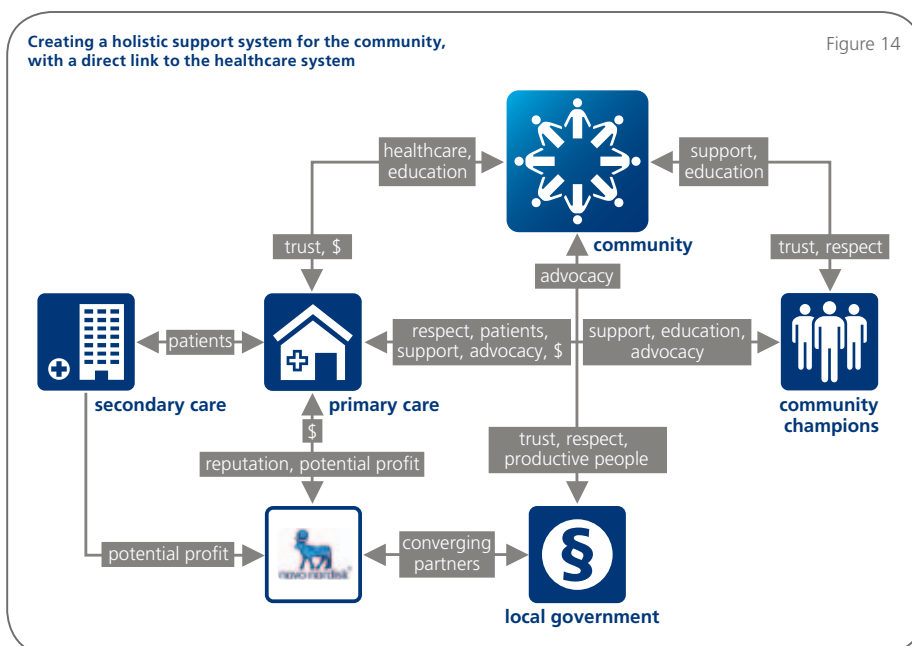 Creating a holistic support system for the community,
with a direct link to the healthcare system
Figure 14
healthcare,
education
support,
education
community
trust, $
trust, respect
advocacy
patients
respect, patients,
support, advocacy, $
support, education,
advocacy
secondary care
primary care
community
champions
$
reputation, potential profit
trust, respect,
productive people
potential profit
novo nordisk
converging
partners
§
local government